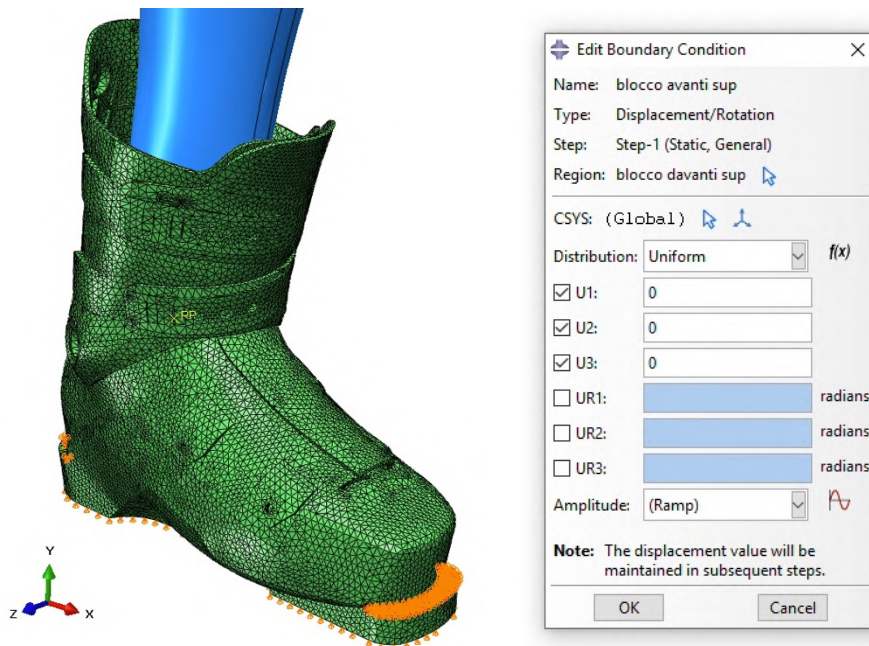 RP
Y
Z
X
Edit Boundary Condition
Name: blocco avanti sup
Type: Displacement/Rotation
Step: Step-1 (Static, General)
Region: blocco davanti sup
CSYS: (Global)
Distribution: Uniform f(x)
U1: 0
U2: 0
U3: 0
UR1: radians
UR2: radians
UR3: radians
Amplitude: (Ramp)
Note: The displacement value will be
maintained in subsequent steps.
OK Cancel